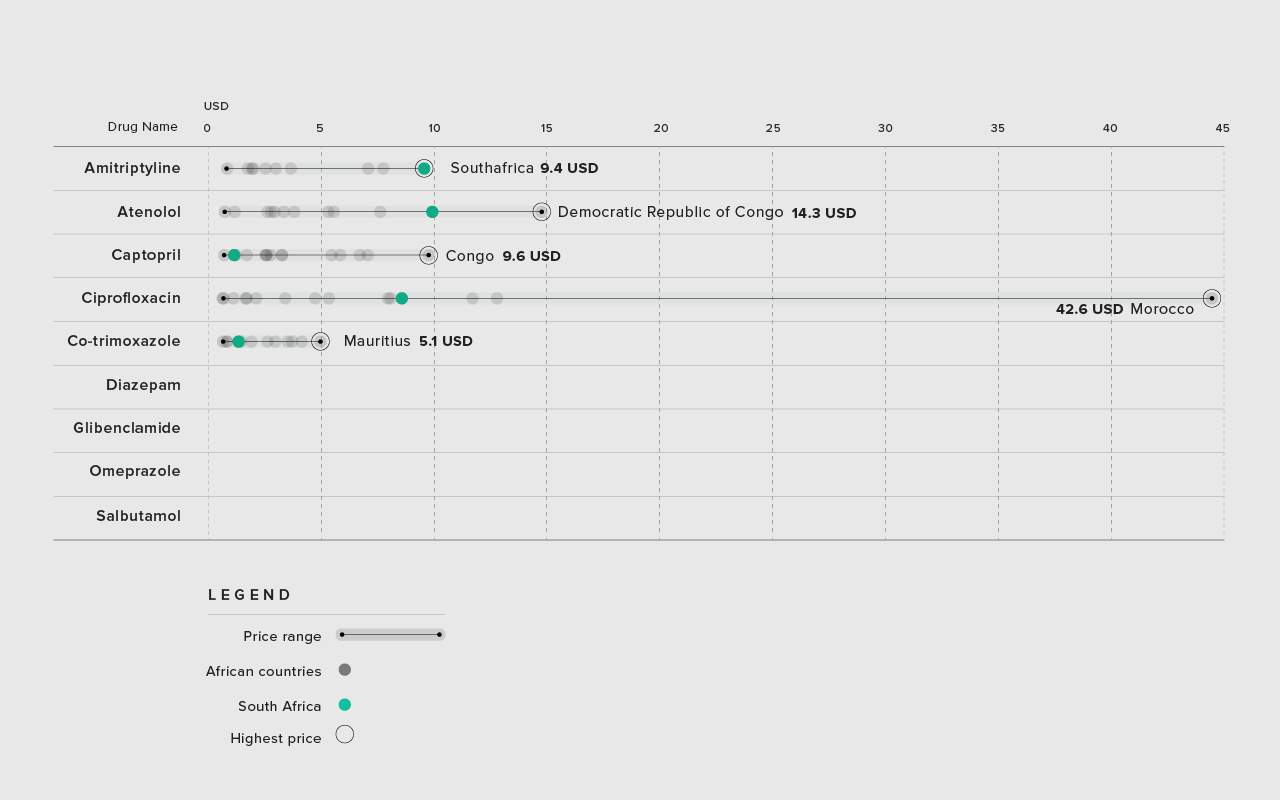 USD
Drug Name 0 5 10 15 20 25 30 35 40 45
Amitriptyline Southafrica 9.4 USD
Atenolol Democratic Republic of Congo 14.3 USD
Captopril Congo 9.6 USD
Ciprofloxacin 42.6 USD Morocco
Co-trimoxazole Mauritius 5.1 USD
Diazepam
Glibenclamide
Omeprazole
Salbutamol
LEGEND
Price range
African countries
South Africa
Highest price